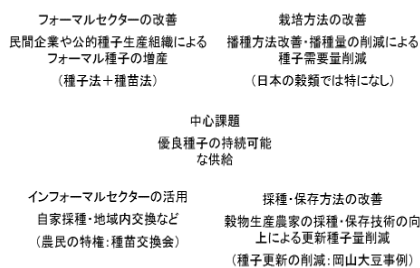 フォーマルセクターの改善
民間企業や公的種子生産組織による
フォーマル種子の増産
（種子法＋種苗法）
栽培方法の改善
播種方法改善・播種量の削減による
種子需要量削減
（日本の穀類では特になし）
中心課題
優良種子の持続可能
な供給
インフォーマルセクターの活用
自家採種・地域内交換など
（農民の特権：種苗交換会）
採種・保存方法の改善
穀物生産農家の採種・保存技術の向
上による更新種子量削減
（種子更新の削減：岡山大豆事例）